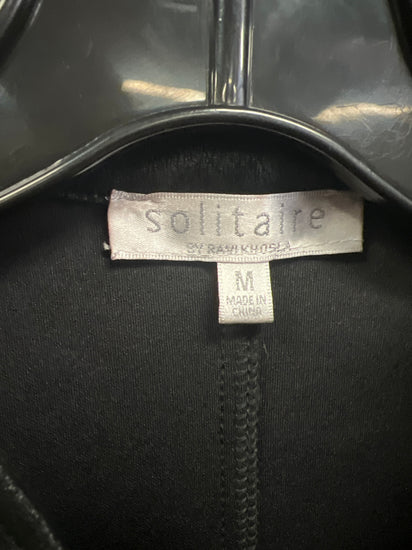 solitaire
BY RAVI KHOSLA
M
MADE IN
CHINA